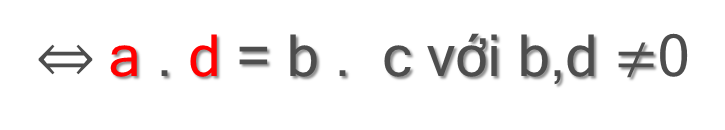 ⇔ a . d = b .  c với b,d ≠0